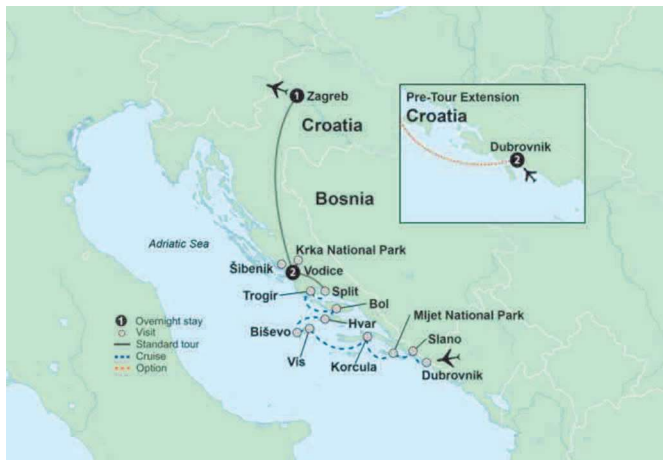 1 Zagreb
Croatia
Pre-Tour Extension
Croatia
Dubrovnik
2
Bosnia
Adriatic Sea
Krka National Park
Šibenik
2 Vodice
Trogir
Split
Bol
Hvar
Mljet National Park
Biševo
Slano
Vis
Korcula
Dubrovnik
1 Overnight stay
Visit
Standard tour
Cruise
Option